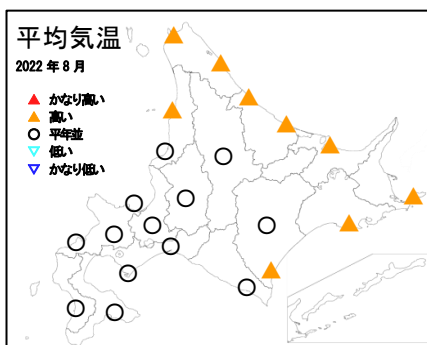 平均気温
2022 年 8 月
かなり高い
高い
平年並
低い
かなり低い